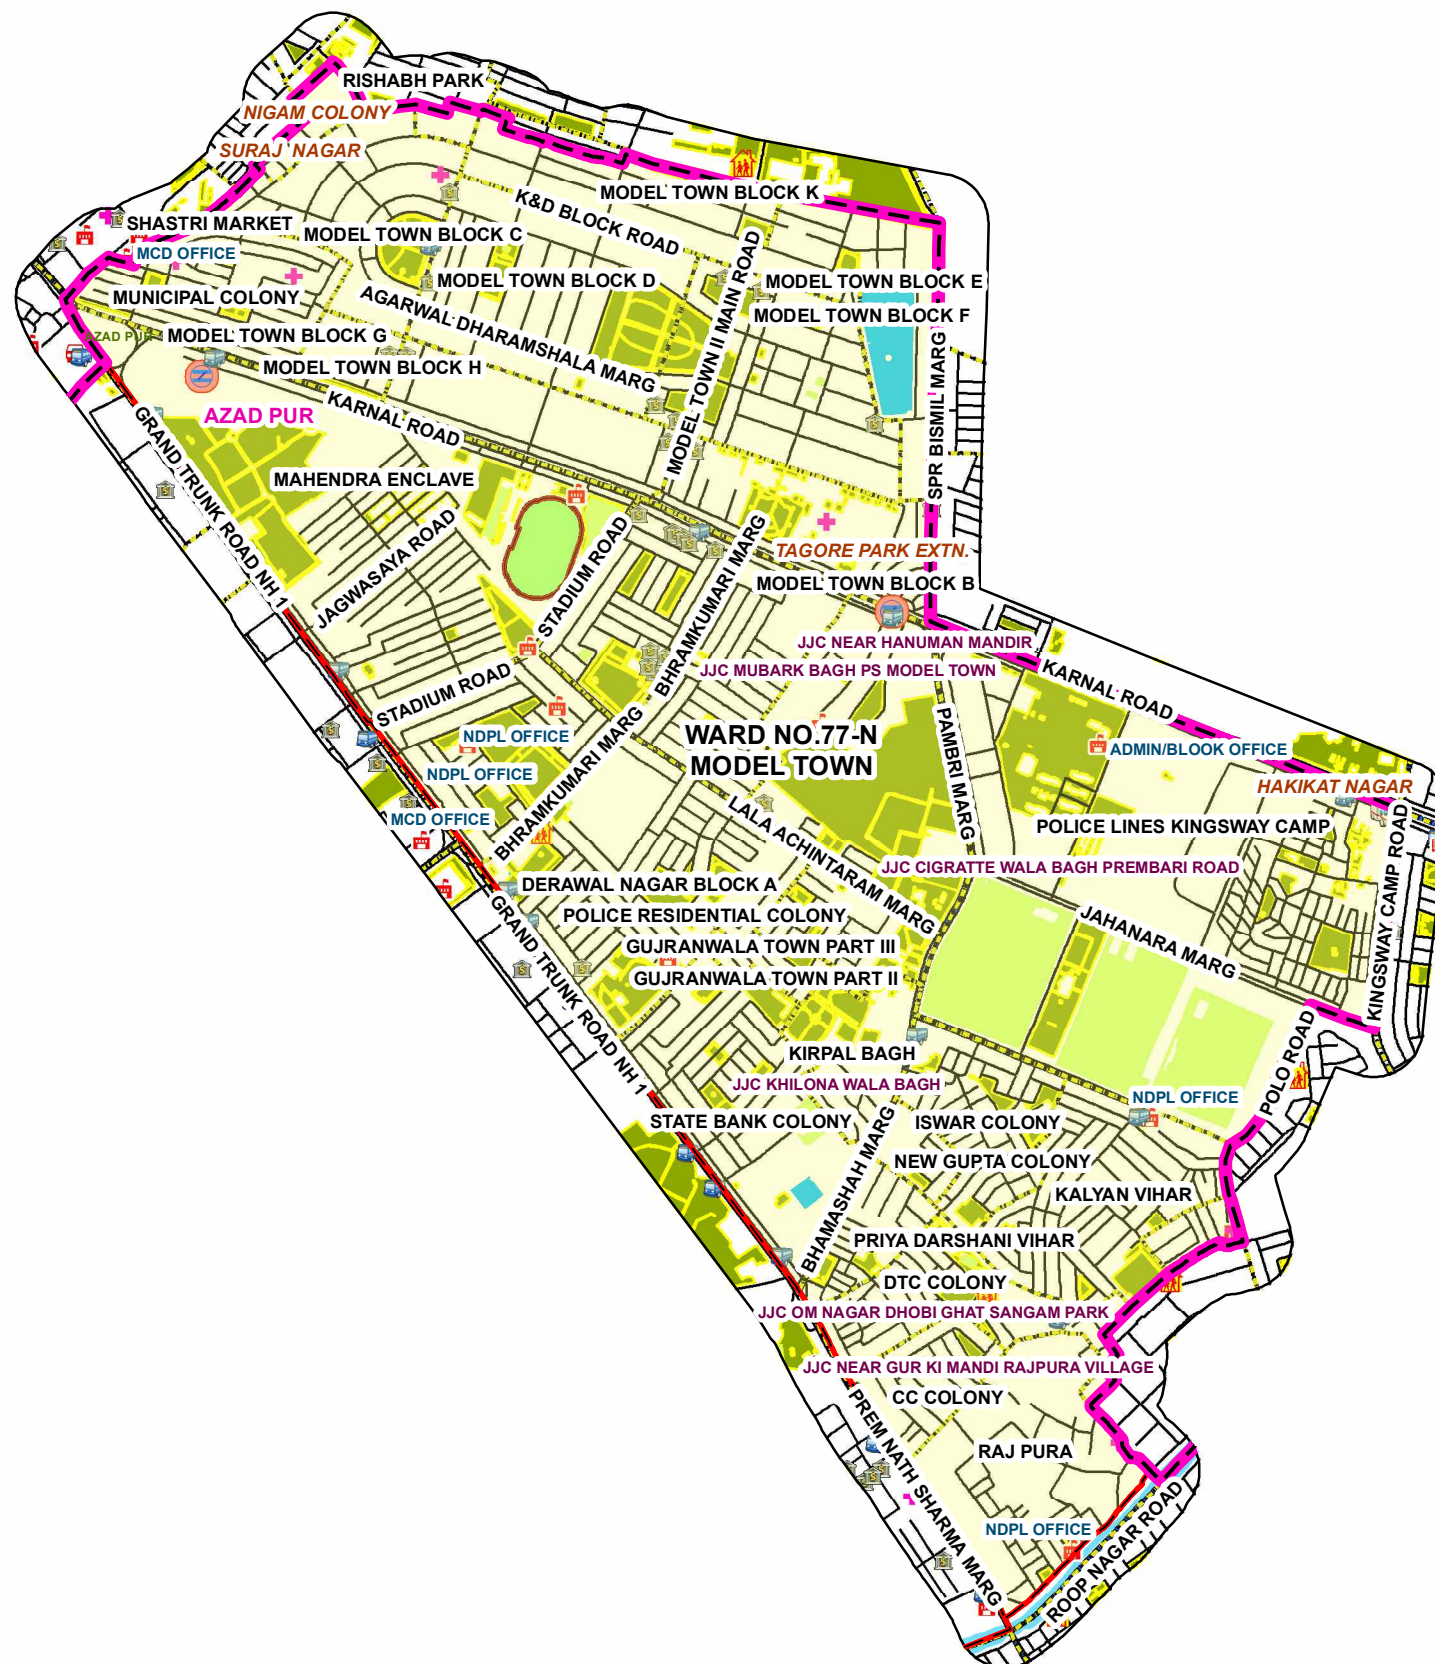 RISHABH PARK
NIGAM COLONY
SURAJ NAGAR
MODEL TOWN BLOCK K
K&D BLOCK ROAD
SHASTRI MARKET
MODEL TOWN BLOCK C
MCD OFFICE
MODEL TOWN BLOCK D
MODEL TOWN BLOCK E
MUNICIPAL COLONY
AGARWAL DHARAMSHALA MARG
MODEL TOWN II MAIN ROAD
MODEL TOWN BLOCK F
AZAD PUR
MODEL TOWN BLOCK G
MODEL TOWN BLOCK H
SPR BISMIL MARG
AZAD PUR
KARNAL ROAD
GRAND TRUNK ROAD NH 1
MAHENDRA ENCLAVE
JAGWASAYA ROAD
STADIUM ROAD
BHRAMKUMARI MARG
TAGORE PARK EXTN.
MODEL TOWN BLOCK B
JJC NEAR HANUMAN MANDIR
JJC MUBARK BAGH PS MODEL TOWN
KARNAL ROAD
STADIUM ROAD
NDPL OFFICE
BHRAMKUMARI MARG
WARD NO.77-N
MODEL TOWN
PAMBRI MARG
ADMIN/BLOOK OFFICE
NDPL OFFICE
HAKIKAT NAGAR
MCD OFFICE
LALA ACHINTARAM MARG
POLICE LINES KINGSWAY CAMP
KINGSWAY CAMP ROAD
JJC CIGRATTE WALA BAGH PREMBARI ROAD
DERAWAL NAGAR BLOCK A
POLICE RESIDENTIAL COLONY
JAHANARA MARG
GUJRANWALA TOWN PART III
GUJRANWALA TOWN PART II
GRAND TRUNK ROAD NH 1
KIRPAL BAGH
POLO ROAD
JJC KHILONA WALA BAGH
NDPL OFFICE
STATE BANK COLONY
ISWAR COLONY
BHAMASHAH MARG
NEW GUPTA COLONY
KALYAN VIHAR
PRIYA DARSHANI VIHAR
DTC COLONY
JJC OM NAGAR DHOBI GHAT SANGAM PARK
JJC NEAR GUR KI MANDI RAJPURA VILLAGE
CC COLONY
PREM NATH SHARMA MARG
RAJ PURA
NDPL OFFICE
ROOP NAGAR ROAD